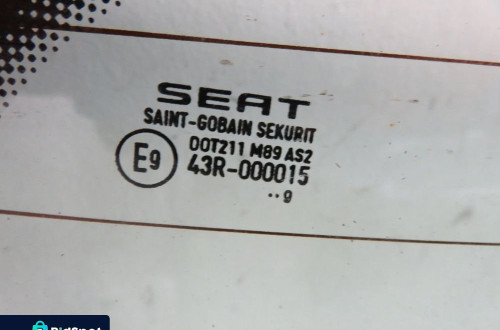 SEAT
SAINT-GOBAIN SEKURIT
DOT211 M89 AS2
E9
43R-000015
··9